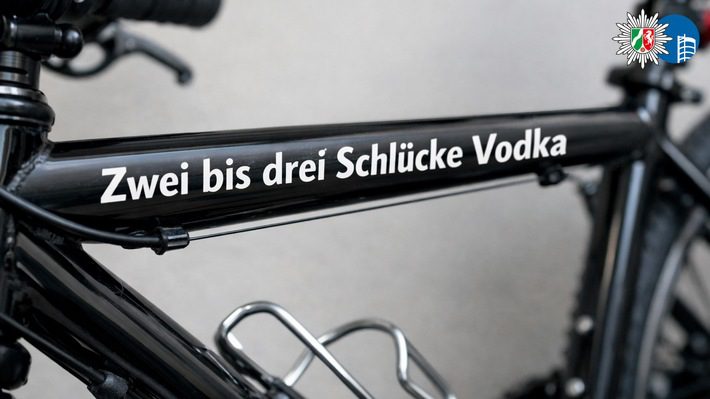 Zwei bis drei Schlücke Vodka